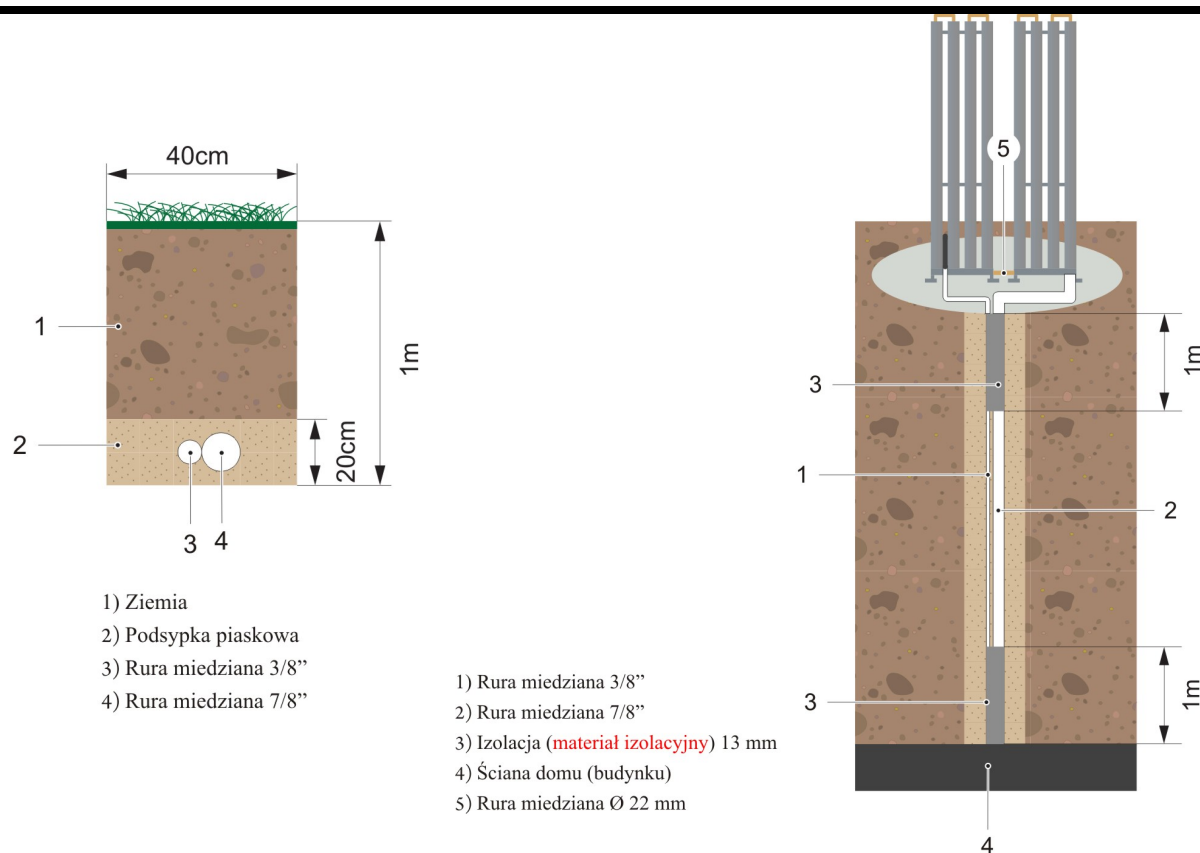 40cm
1
1m
2
20cm
3 4
1) Ziemia
2) Podsypka piaskowa
3) Rura miedziana 3/8”
4) Rura miedziana 7/8”
1) Rura miedziana 3/8”
2) Rura miedziana 7/8”
3) Izolacja (materiał izolacyjny) 13 mm
4) Ściana domu (budynku)
5) Rura miedziana Ø 22 mm
5
1m
3
1
2
1m
3
4